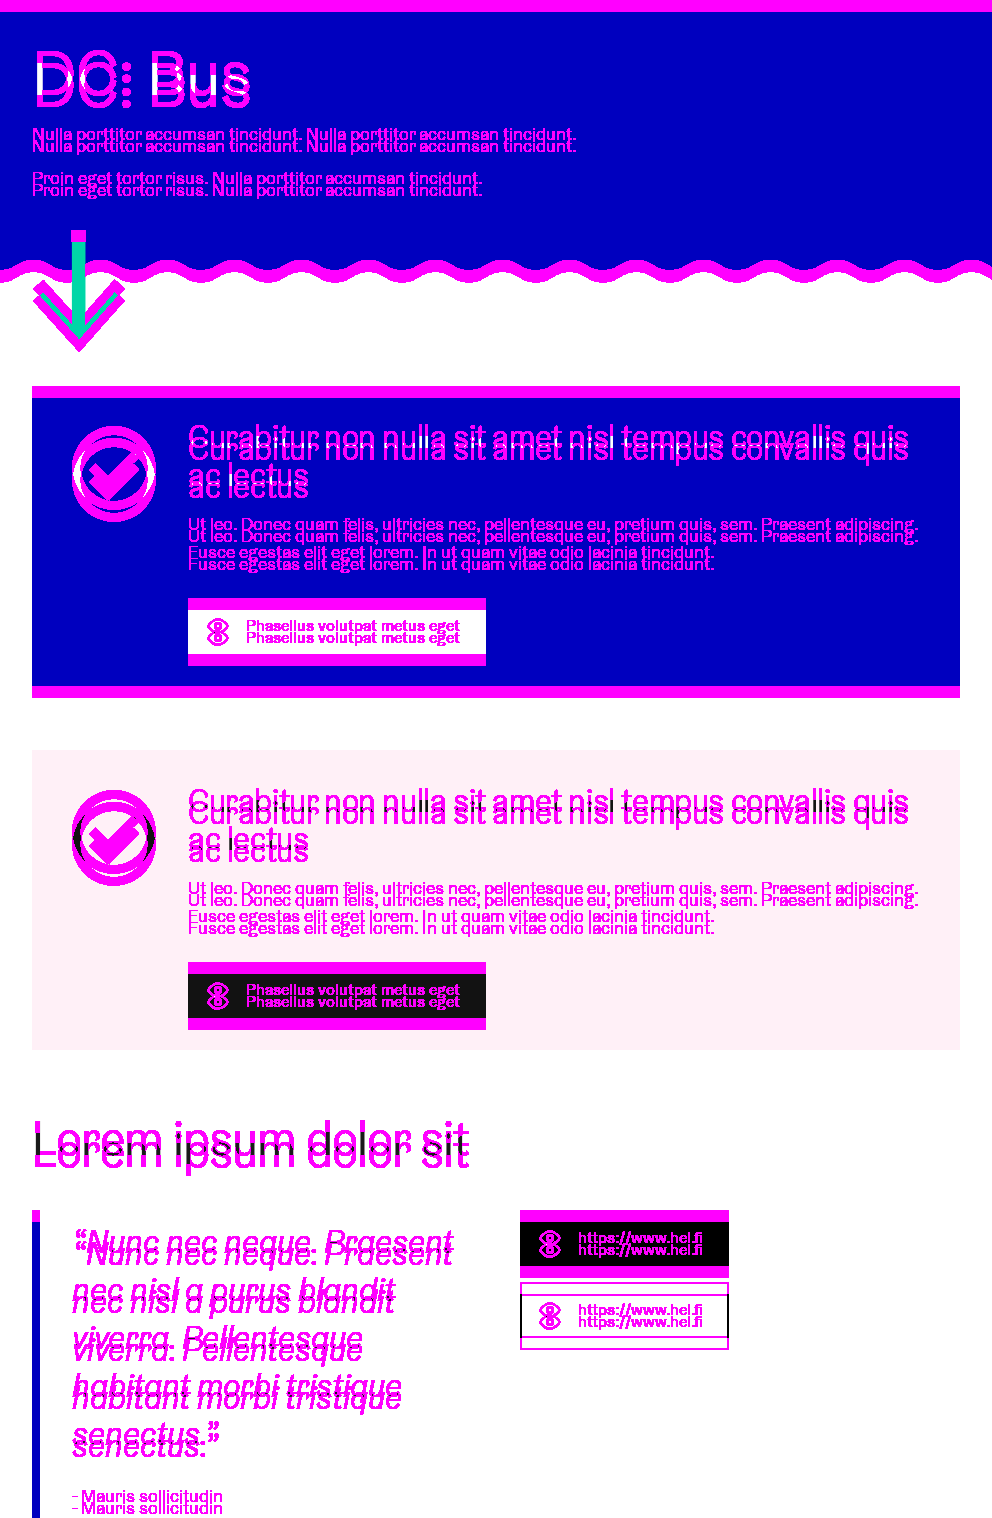 DC: Bus
Nulla porttitor accumsan tincidunt. Nulla porttitor accumsan tincidunt.
Proin eget tortor risus. Nulla porttitor accumsan tincidunt.
Curabitur non nulla sit amet nisl tempus convallis quis
ac lectus
Ut leo. Donec quam felis, ultricies nec, pellentesque eu, pretium quis, sem. Praesent adipiscing.
Fusce egestas elit eget lorem. In ut quam vitae odio lacinia tincidunt.
Phasellus volutpat metus eget
Curabitur non nulla sit amet nisl tempus convallis quis
ac lectus
Ut leo. Donec quam felis, ultricies nec, pellentesque eu, pretium quis, sem. Praesent adipiscing.
Fusce egestas elit eget lorem. In ut quam vitae odio lacinia tincidunt.
Phasellus volutpat metus eget
Lorem ipsum dolor sit
“Nunc nec neque. Praesent
nec nisl a purus blandit
viverra. Pellentesque
habitant morbi tristique
senectus.”
- Mauris sollicitudin
https://www.hel.fi
https://www.hel.fi